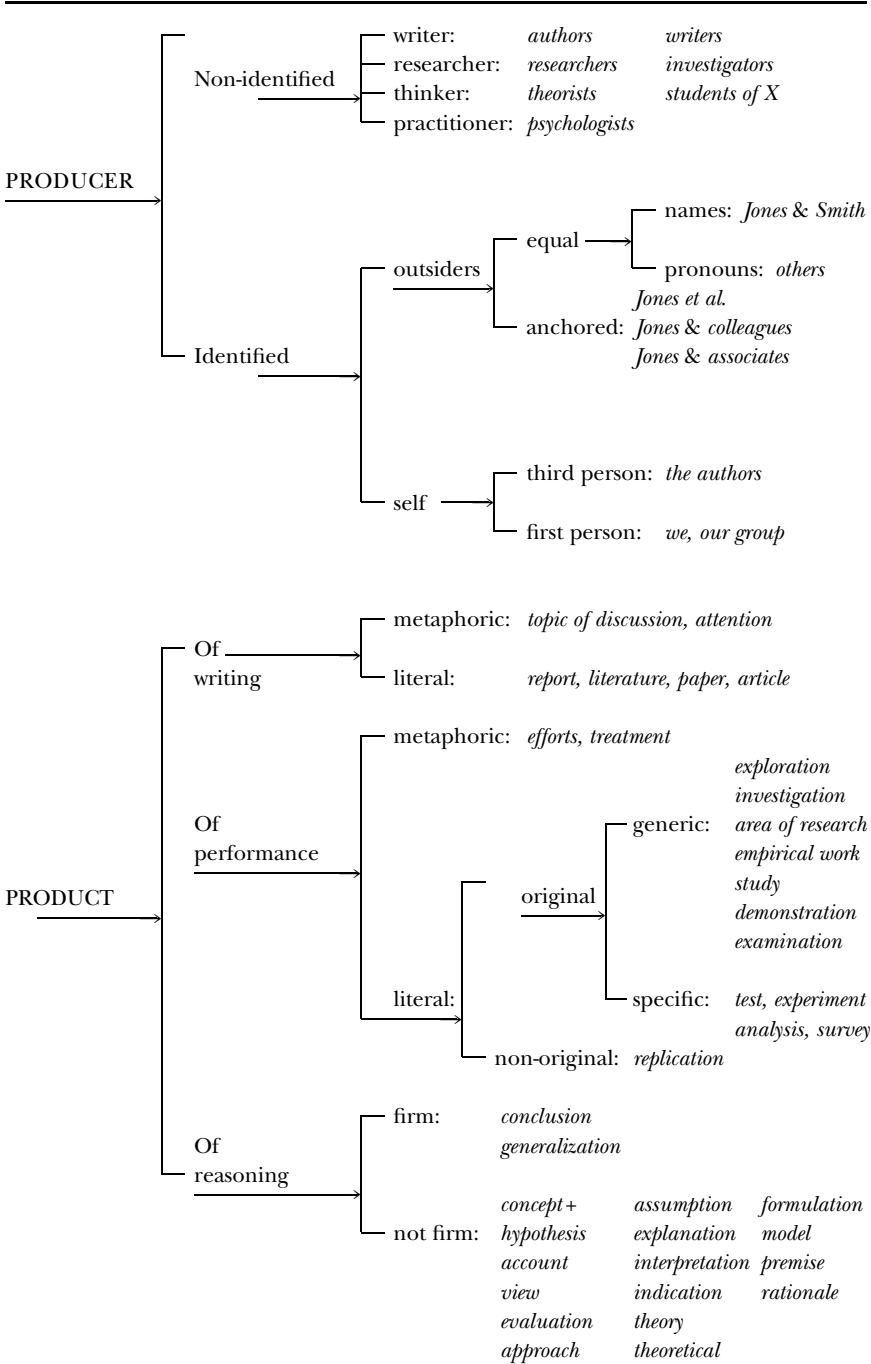 writer: authors writers
researcher: researchers investigators
Non-identified
thinker: theorists students of X
practitioner: psychologists
PRODUCER
names: Jones & Smith
equal
outsiders
pronouns: others
Jones et al.
anchored: Jones & colleagues
Identified
Jones & associates
third person: the authors
self
first person: we, our group
metaphoric: topic of discussion, attention
Of
writing
literal: report, literature, paper, article
metaphoric: efforts, treatment
exploration
investigation
Of
generic: area of research
performance
empirical work
study
PRODUCT
original
demonstration
examination
literal:
specific: test, experiment
analysis, survey
non-original: replication
firm: conclusion
Of
generalization
reasoning
concept+ assumption formulation
not firm: hypothesis explanation model
account interpretation premise
view indication rationale
evaluation theory
approach theoretical